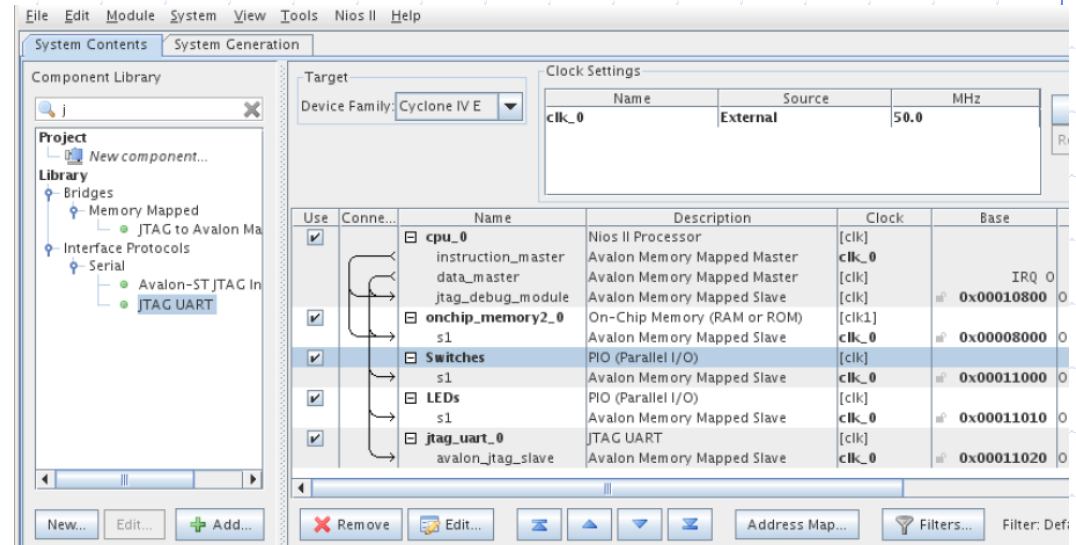 File Edit Module System View Tools Nios II Help
System Contents System Generation
Component Library
j
Project
New component...
Library
Bridges
Memory Mapped
JTAG to Avalon Ma
Interface Protocols
Serial
Avalon-ST JTAG In
JTAG UART
New... Edit... Add...
Target
Device Family: Cyclone IV E
Clock Settings
Name Source MHz
clk_0 External 50.0
Use Conne... Name Description Clock Base
cpu_0 Nios II Processor [clk]
instruction_master Avalon Memory Mapped Master clk_0
data_master Avalon Memory Mapped Master [clk] IRQ 0
jtag_debug_module Avalon Memory Mapped Slave [clk] 0x00010800
onchip_memory2_0 On-Chip Memory (RAM or ROM) [clk1]
s1 Avalon Memory Mapped Slave clk_0 0x00008000
Switches PIO (Parallel I/O) [clk]
s1 Avalon Memory Mapped Slave clk_0 0x00011000
LEDs PIO (Parallel I/O) [clk]
s1 Avalon Memory Mapped Slave clk_0 0x00011010
jtag_uart_0 JTAG UART [clk]
avalon_jtag_slave Avalon Memory Mapped Slave clk_0 0x00011020
Remove Edit... Address Map... Filters... Filter: Defa